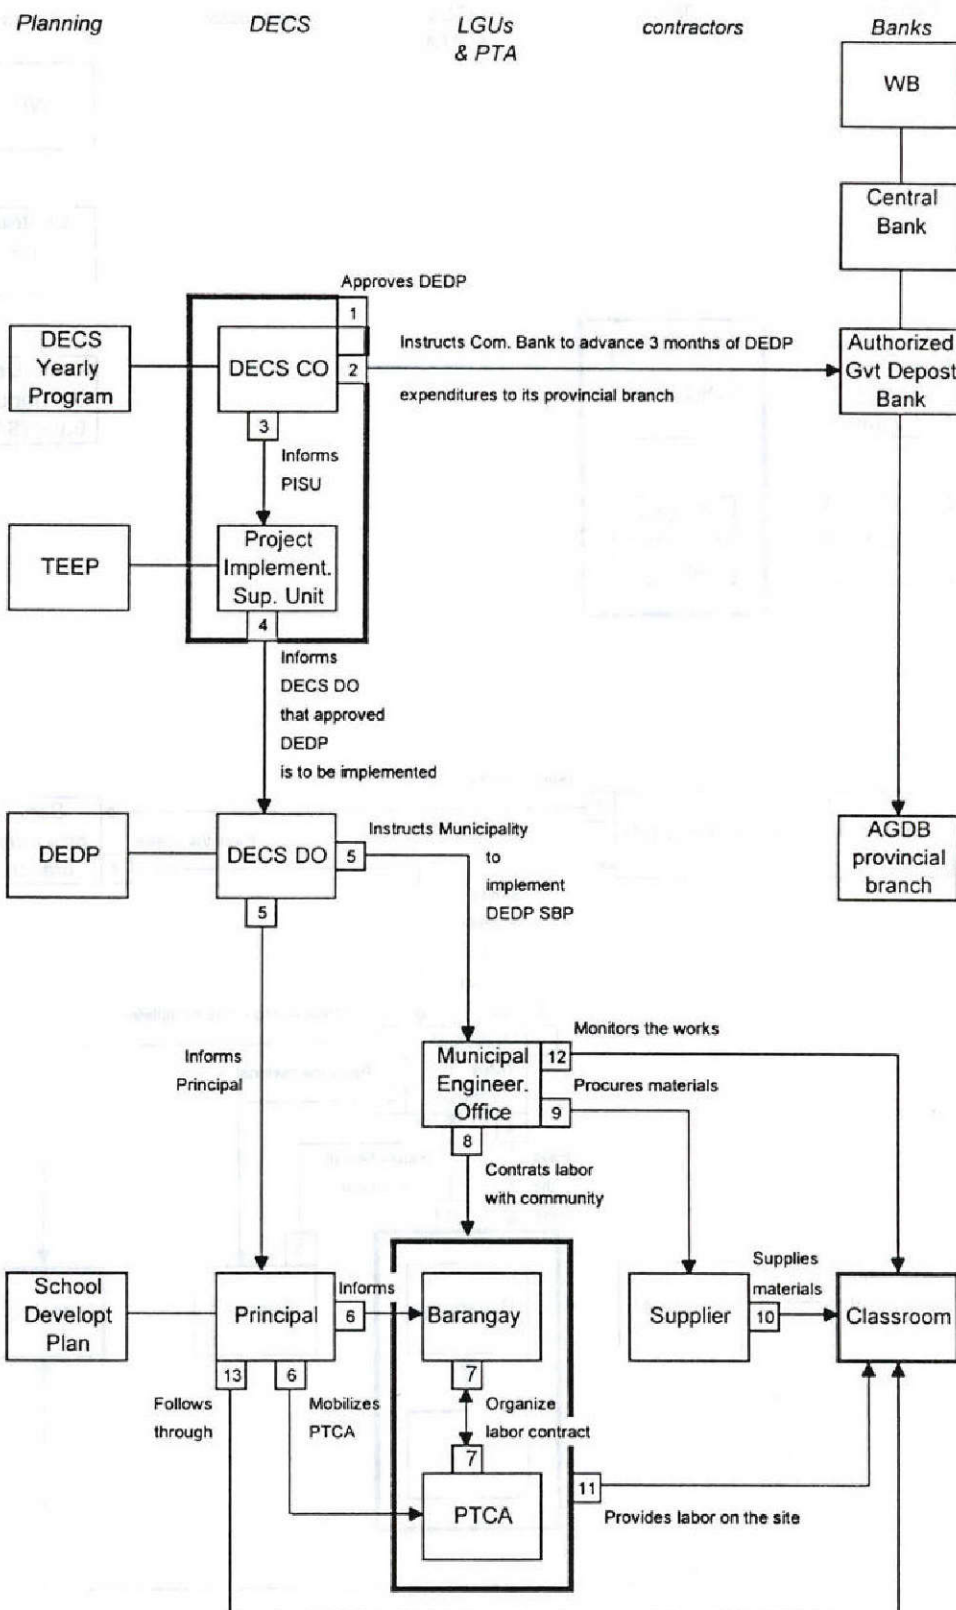 Planning
DECS
LGUs
& PTA
contractors
Banks
WB
Central
Bank
Approves DEDP
1
DECS
Yearly
Program
DECS CO
2
Instructs Com. Bank to advance 3 months of DEDP
expenditures to its provincial branch
Authorized
Gvt Depost
Bank
3
Informs
PISU
TEEP
Project
Implement.
Sup. Unit
4
Informs
DECS DO
that approved
DEDP
is to be implemented
DEDP
DECS DO
5
Instructs Municipality
to
implement
DEDP SBP
AGDB
provincial
branch
5
Informs
Principal
Municipal
Engineer.
Office
12
Monitors the works
9
Procures materials
8
Contrats labor
with community
School
Developt
Plan
Principal
Informs
6
Barangay
Supplier
Supplies
materials
10
Classroom
13
6
7
Follows
through
Mobilizes
PTCA
Organize
labor contract
7
PTCA
11
Provides labor on the site